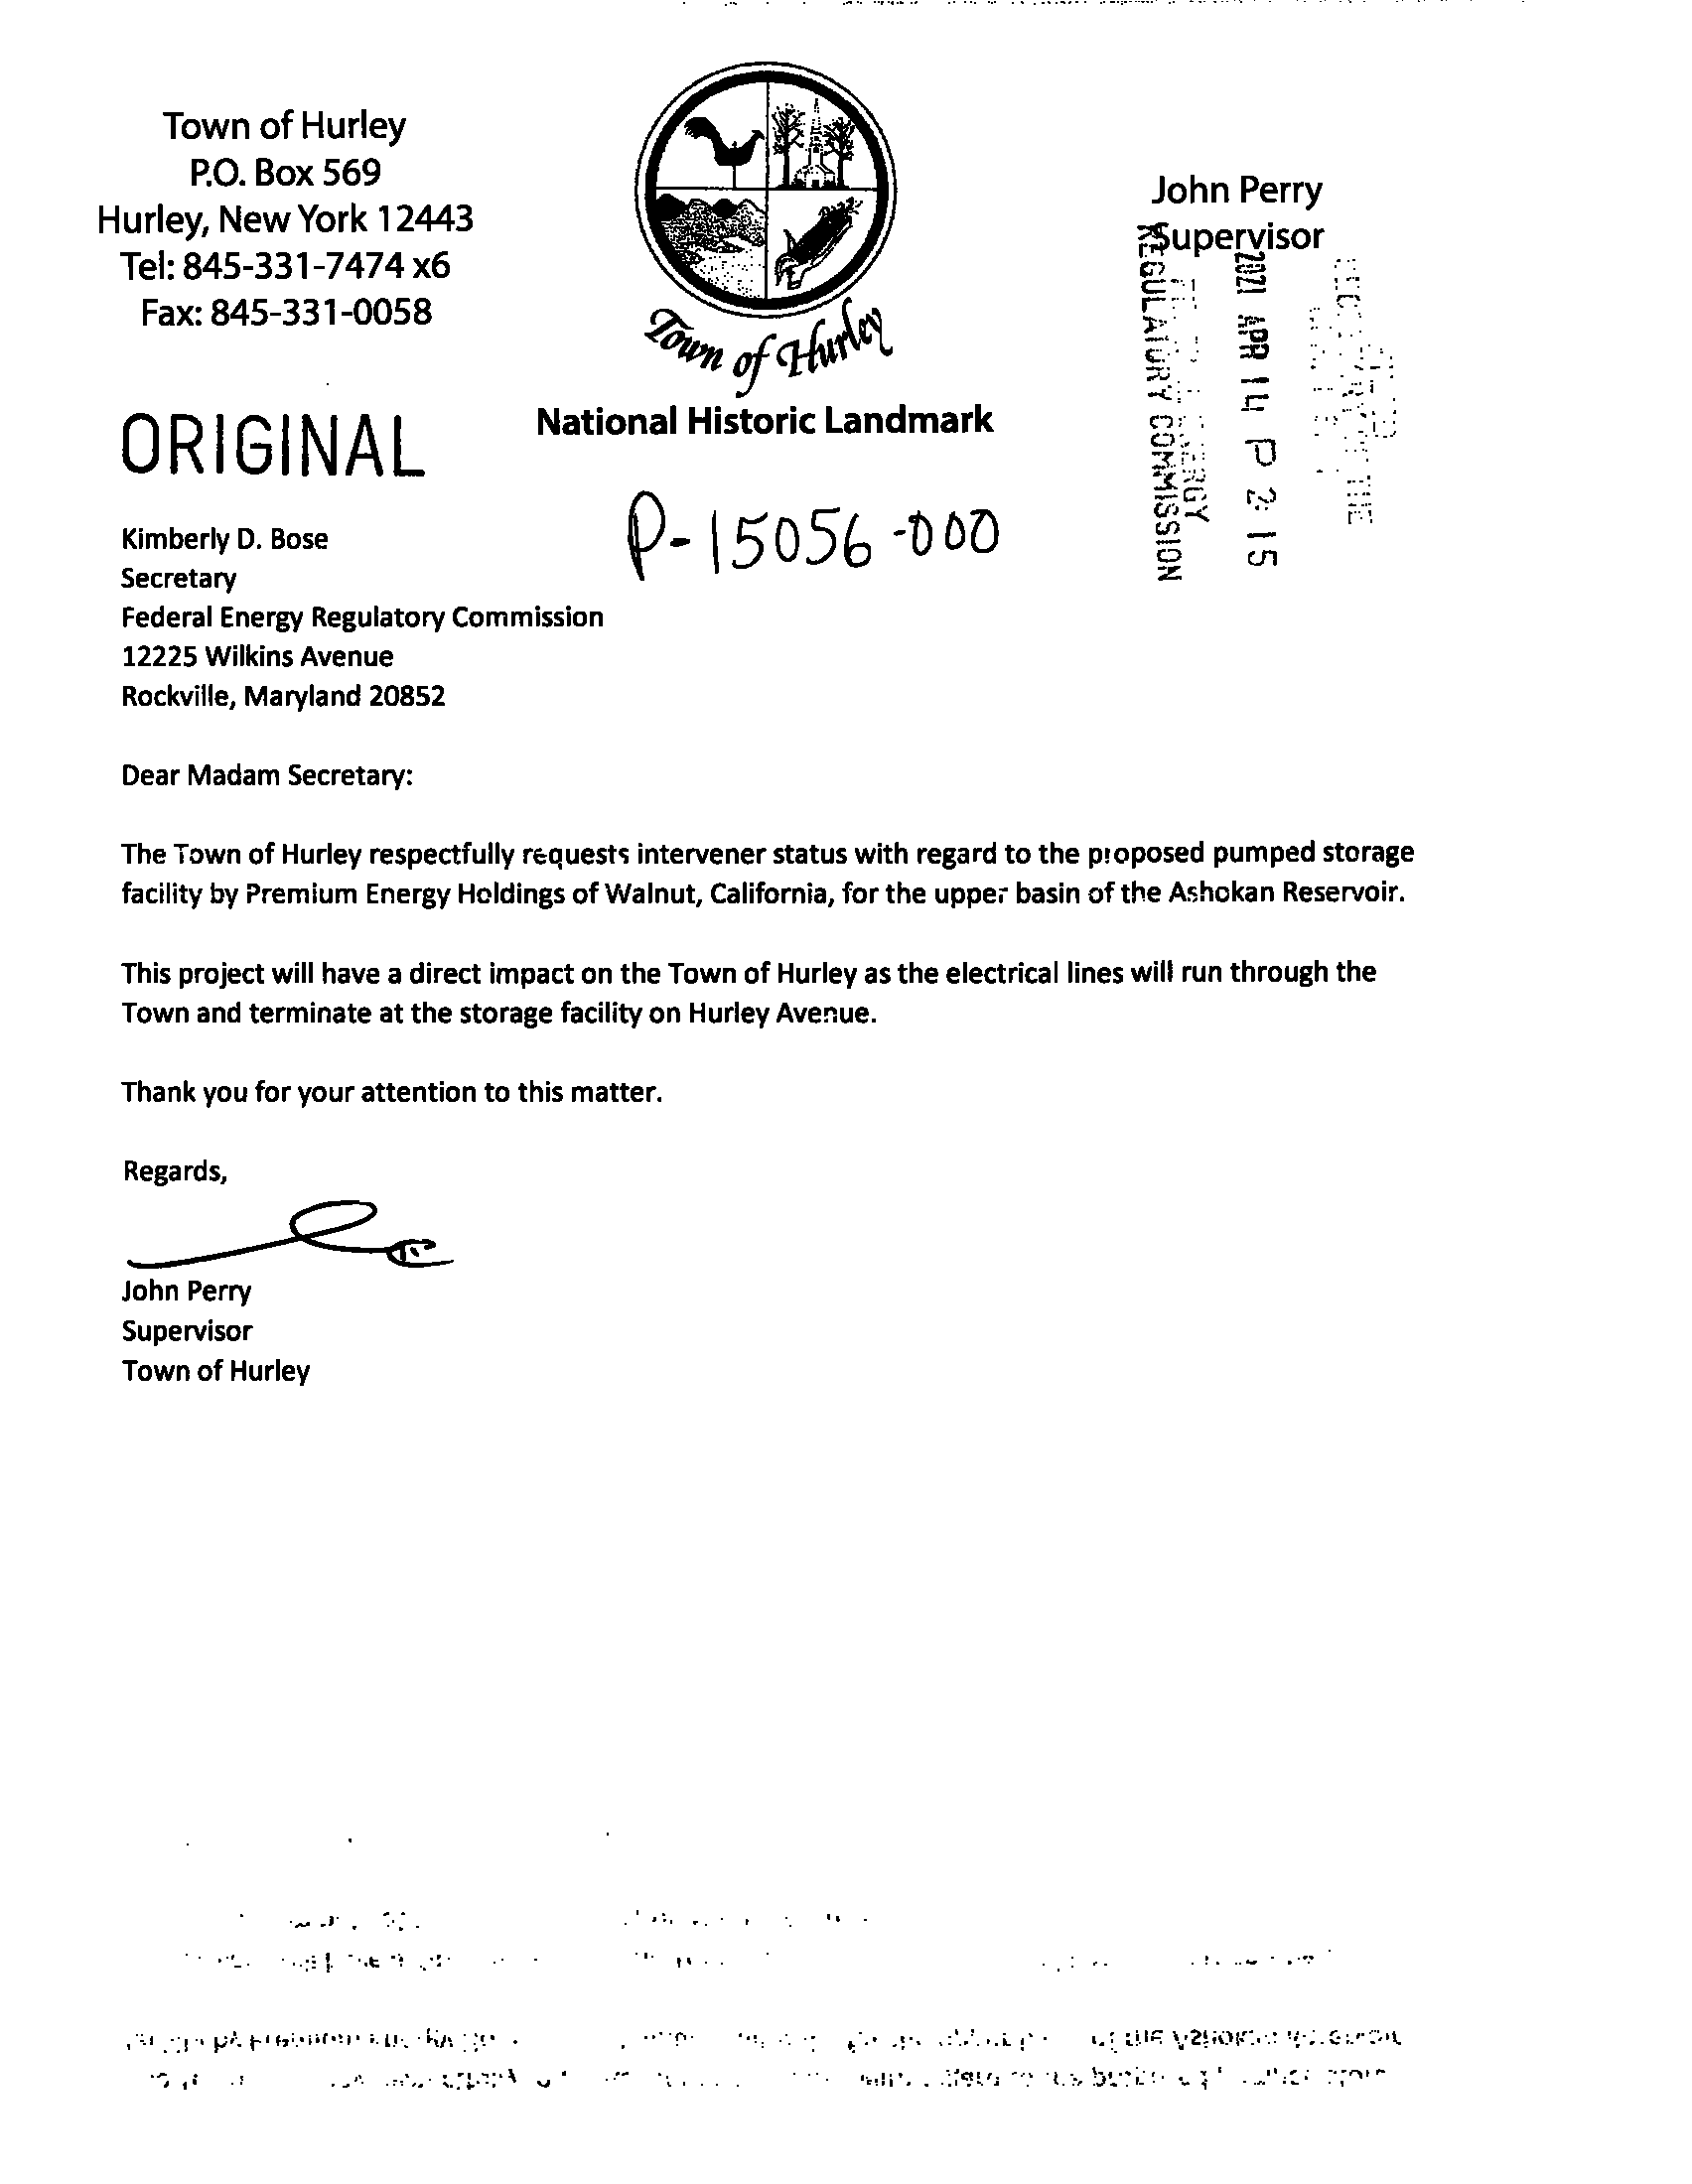 Town of Hurley
P.O. Box 569
Hurley, New York 12443
Tel: 845-331-7474 x6
Fax: 845-331-0058
Town of Hurley
National Historic Landmark
John Perry
Supervisor
REGULATORY COMMISSION
2021 APR 14 P 2:15
ORIGINAL
P-15056-000
Kimberly D. Bose
Secretary
Federal Energy Regulatory Commission
12225 Wilkins Avenue
Rockville, Maryland 20852
Dear Madam Secretary:
The Town of Hurley respectfully requests intervener status with regard to the proposed pumped storage
facility by Premium Energy Holdings of Walnut, California, for the upper basin of the Ashokan Reservoir.
This project will have a direct impact on the Town of Hurley as the electrical lines will run through the
Town and terminate at the storage facility on Hurley Avenue.
Thank you for your attention to this matter.
Regards,
John Perry
Supervisor
Town of Hurley